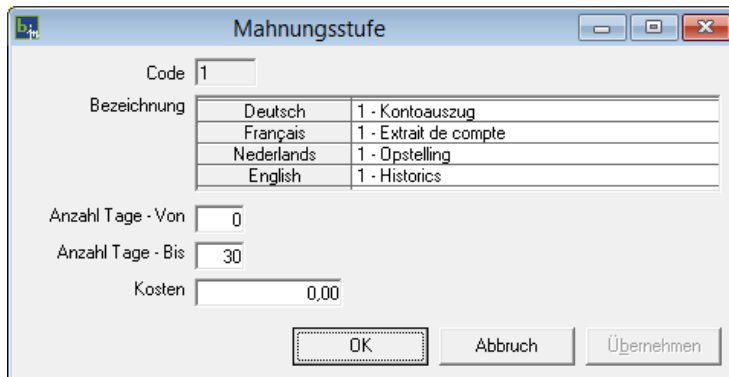 Mahnungsstufe
Code 1
Bezeichnung
Deutsch 1 - Kontoauszug
Français 1 - Extrait de compte
Nederlands 1 - Opstelling
English 1 - Historics
Anzahl Tage - Von 0
Anzahl Tage - Bis 30
Kosten 0,00
OK Abbruch Übernehmen